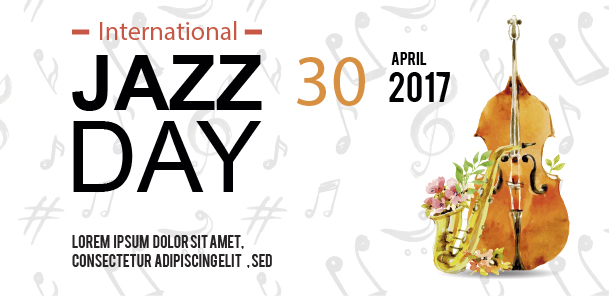 International
JAZZ
DAY
30
APRIL
2017
LOREM IPSUM DOLOR SIT AMET,
CONSECTETUR ADIPISCINGELIT , SED